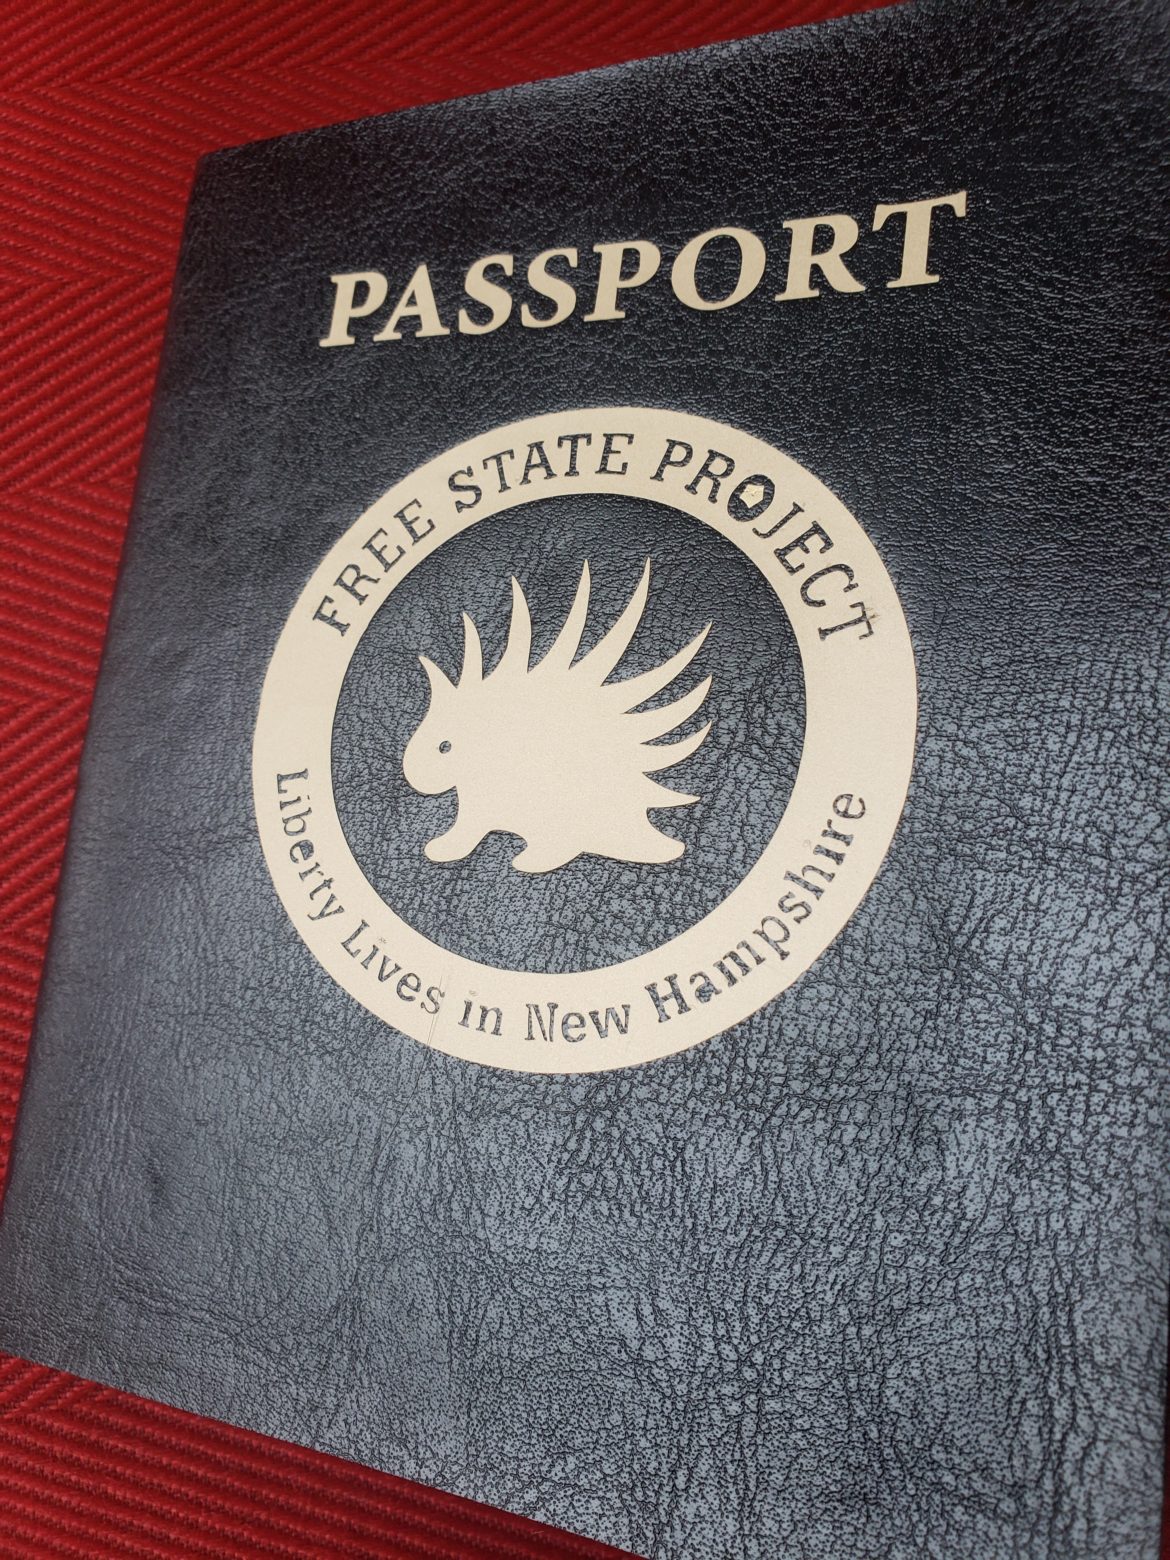 PASSPORT
FREE STATE PROJECT
Liberty Lives in New Hampshire